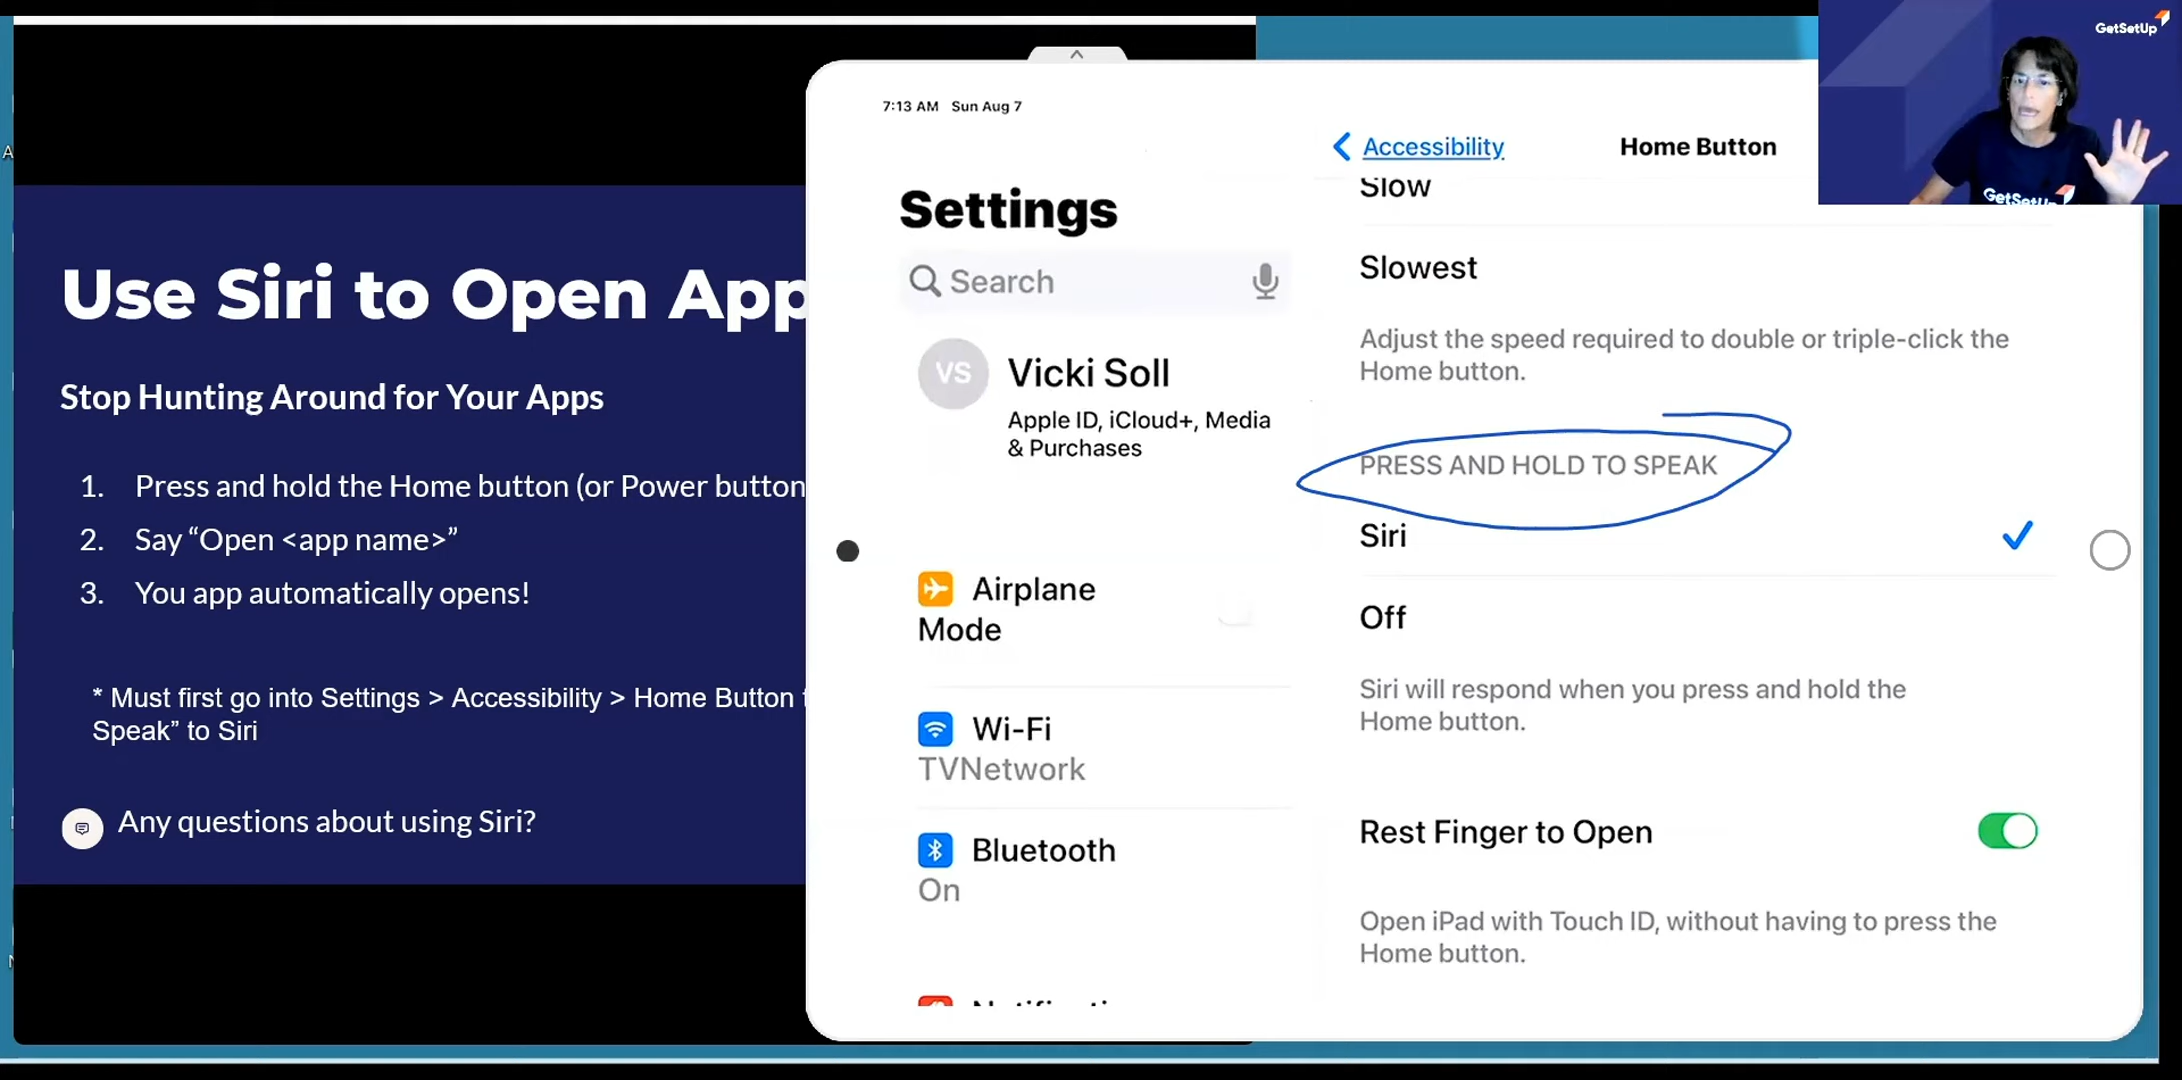 GetSetUp
GetSetUp
Use Siri to Open App
Stop Hunting Around for Your Apps
1. Press and hold the Home button (or Power button
2. Say “Open <app name>”
3. You app automatically opens!
* Must first go into Settings > Accessibility > Home Button
Speak” to Siri
Any questions about using Siri?
7:13 AM Sun Aug 7
Settings
Search
VS
Vicki Soll
Apple ID, iCloud+, Media
& Purchases
Airplane
Mode
Wi-Fi
TVNetwork
Bluetooth
On
Accessibility
Home Button
Slow
Slowest
Adjust the speed required to double or triple-click the
Home button.
PRESS AND HOLD TO SPEAK
Siri
Off
Siri will respond when you press and hold the
Home button.
Rest Finger to Open
Open iPad with Touch ID, without having to press the
Home button.